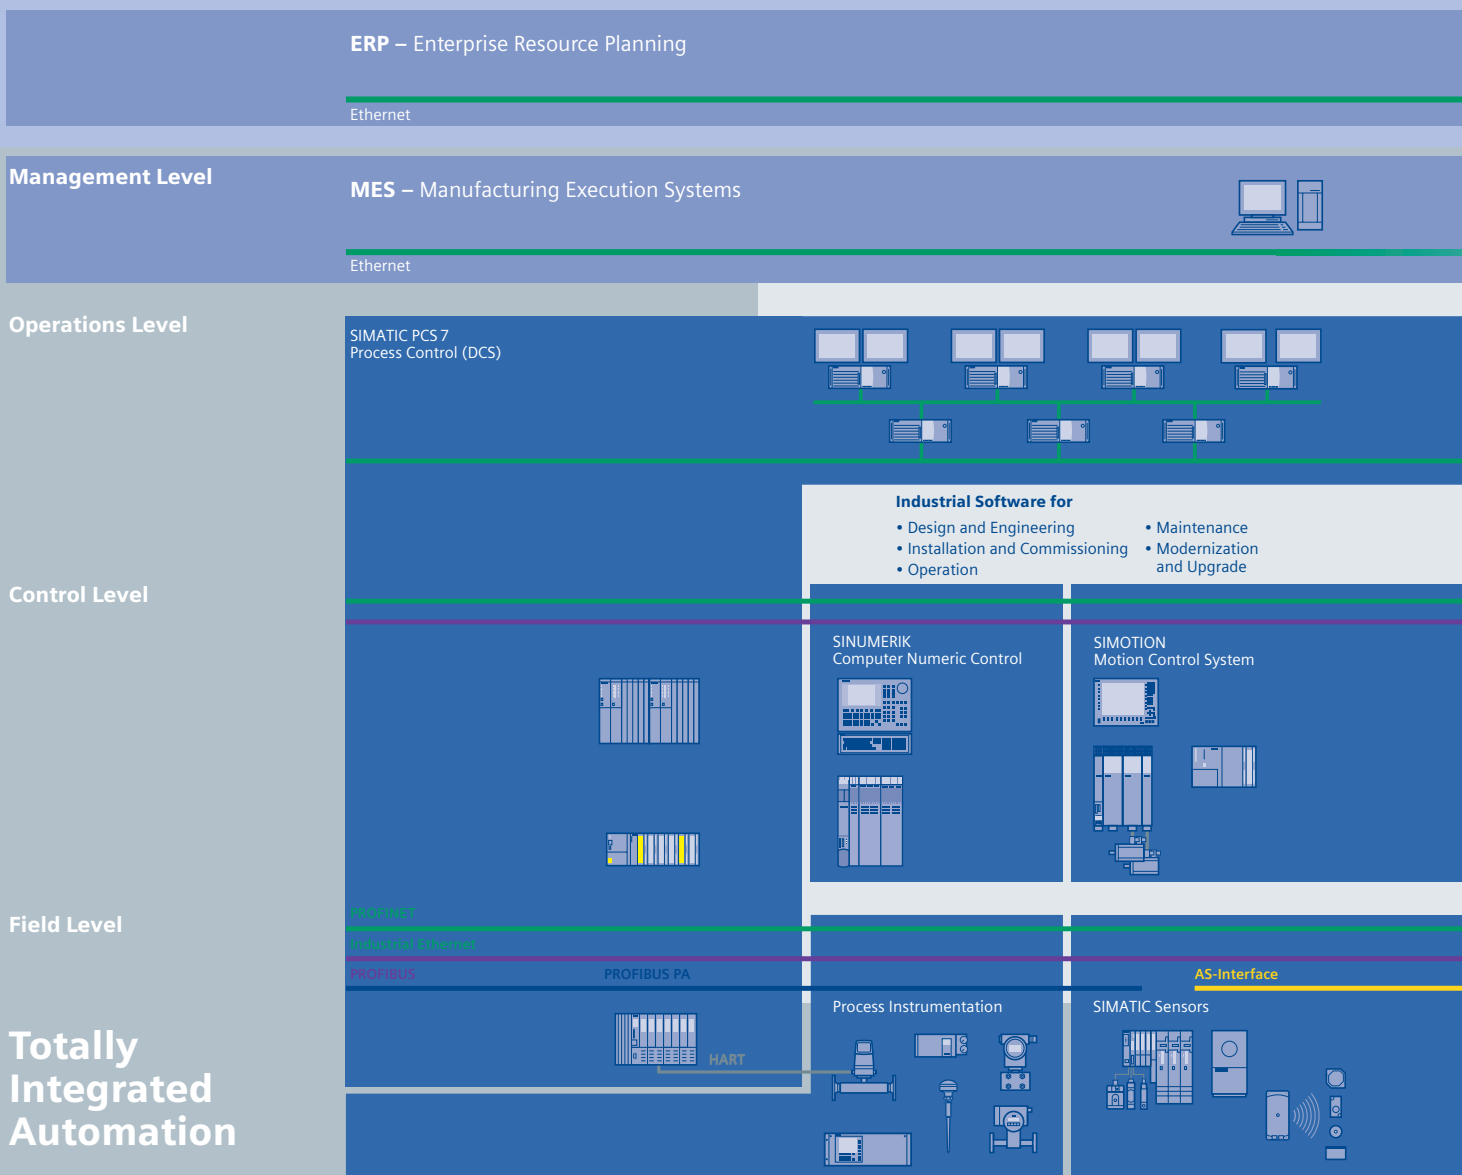 ERP – Enterprise Resource Planning
Ethernet
Management Level
MES – Manufacturing Execution Systems
Ethernet
Operations Level
SIMATIC PCS 7
Process Control (DCS)
Industrial Software for
• Design and Engineering
• Installation and Commissioning
• Operation
• Maintenance
• Modernization
and Upgrade
Control Level
SINUMERIK
Computer Numeric Control
SIMOTION
Motion Control System
Field Level
PROFINET
Industrial Ethernet
PROFIBUS
PROFIBUS PA
AS-Interface
Process Instrumentation
SIMATIC Sensors
HART
Totally
Integrated
Automation